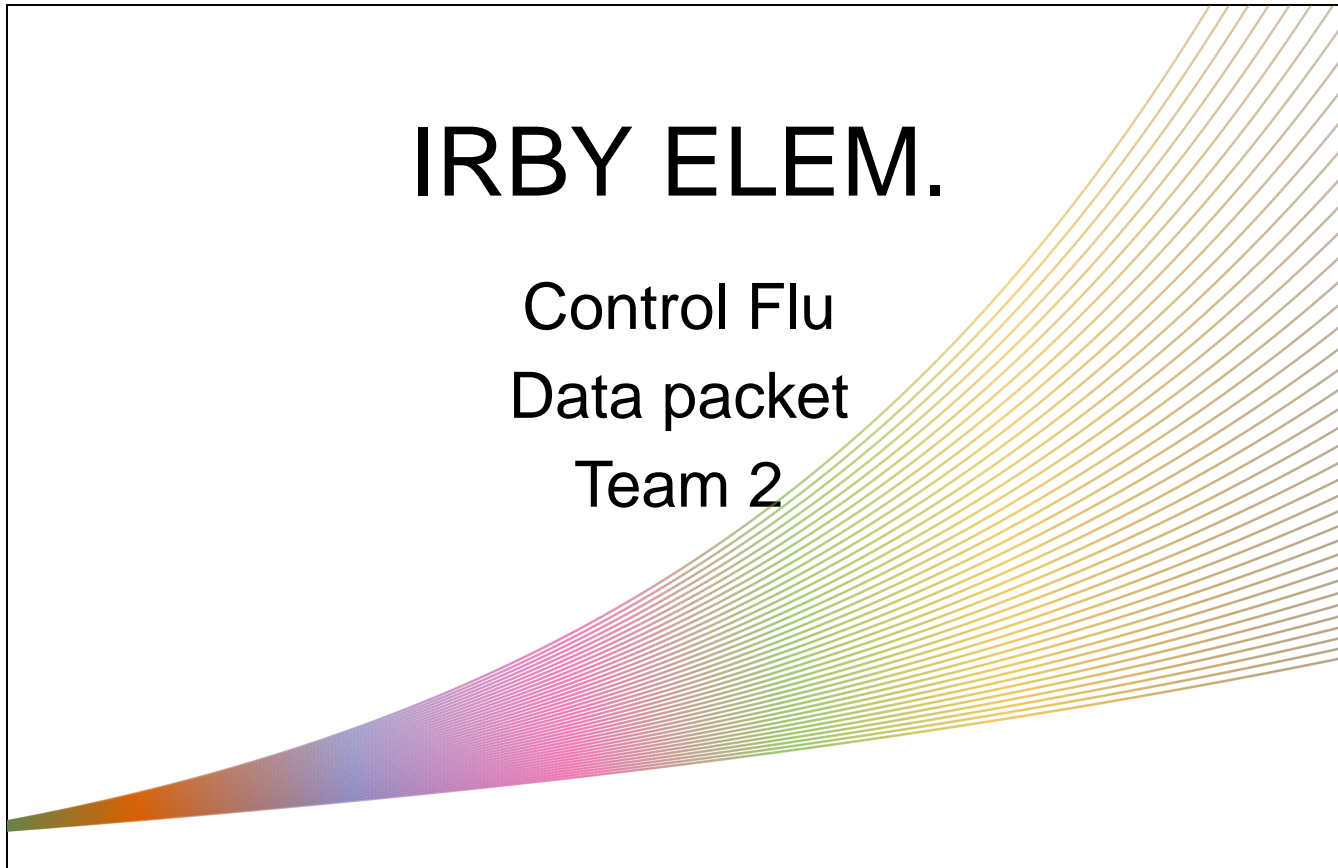 IRBY ELEM.
Control Flu
Data packet
Team 2